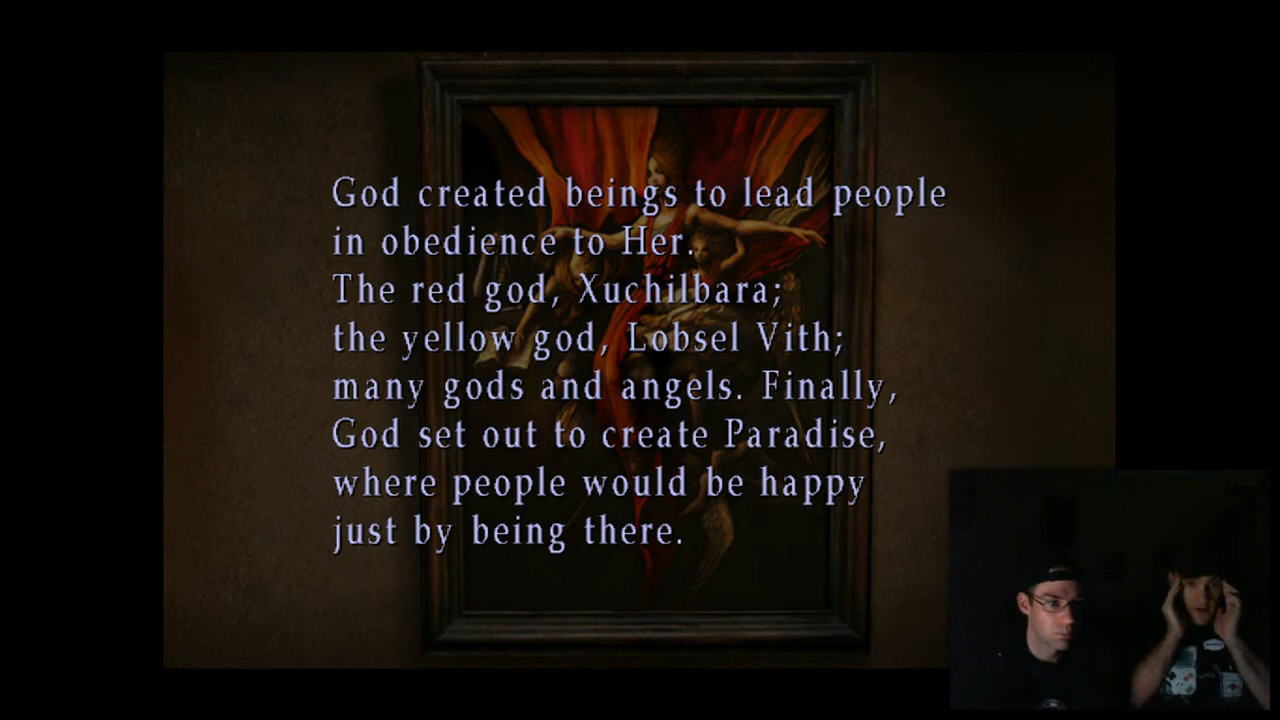 God created beings to lead people
in obedience to Her.
The red god, Xuchilbara;
the yellow god, Lobsel Vith;
many gods and angels. Finally,
God set out to create Paradise,
where people would be happy
just by being there.